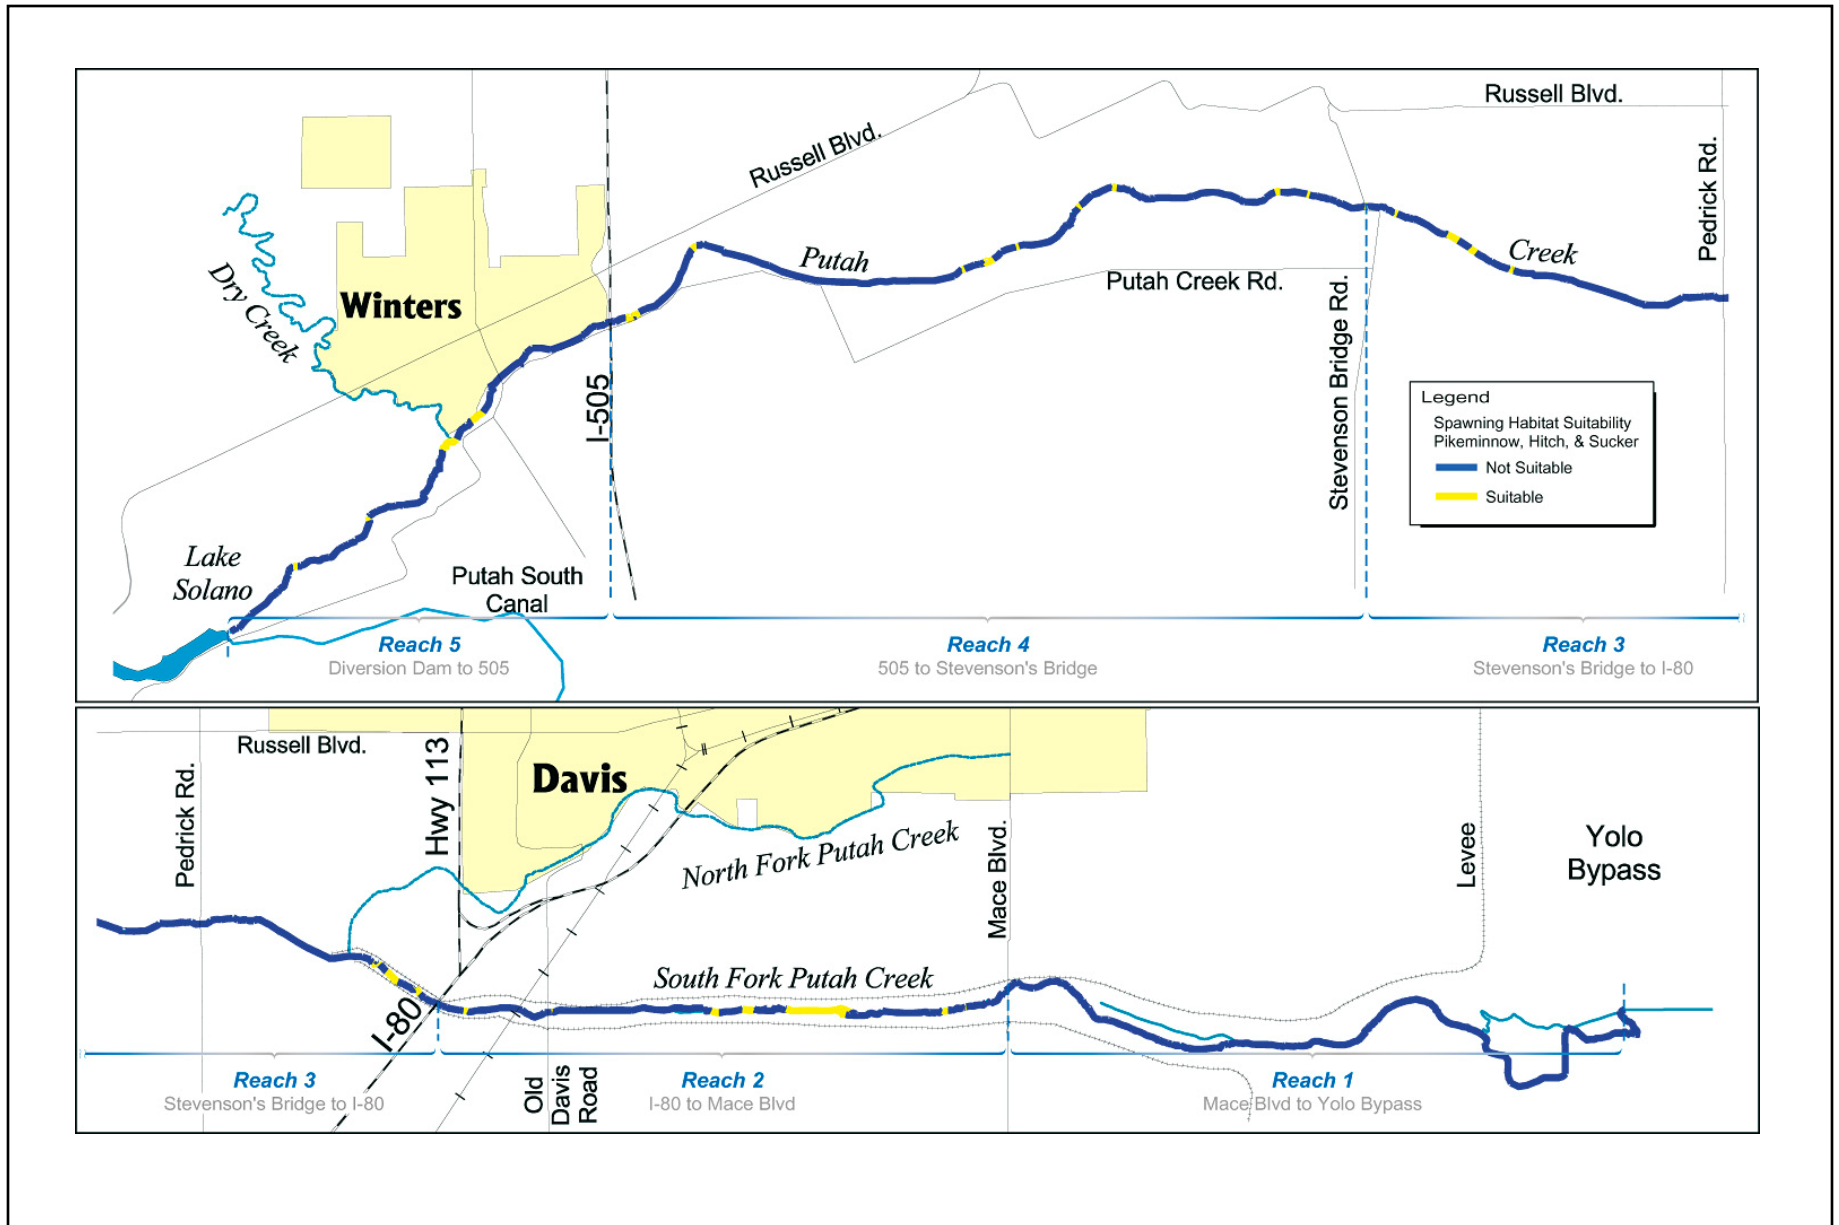 Russell Blvd.
Russell Blvd.
Pedrick Rd.
Dry Creek
Winters
Putah
Creek
Putah Creek Rd.
I-505
Stevenson Bridge Rd.
Legend
Spawning Habitat Suitability
Pikeminnow, Hitch, & Sucker
Not Suitable
Suitable
Lake
Solano
Putah South
Canal
Reach 5
Diversion Dam to 505
Reach 4
505 to Stevenson's Bridge
Reach 3
Stevenson's Bridge to I-80
Russell Blvd.
Pedrick Rd.
Hwy 113
Davis
North Fork Putah Creek
Mace Blvd.
Levee
Yolo
Bypass
South Fork Putah Creek
I-80
Old
Davis
Road
Reach 3
Stevenson's Bridge to I-80
Reach 2
I-80 to Mace Blvd
Reach 1
Mace Blvd to Yolo Bypass